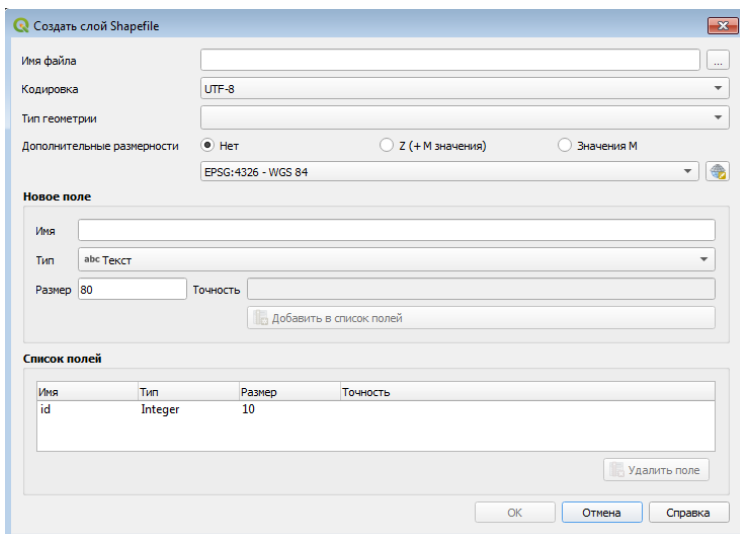 Создать слой Shapefile
Имя файла ...
Кодировка UTF-8
Тип геометрии
Дополнительные размерности Нет Z (+ M значения) Значения M
EPSG:4326 - WGS 84
Новое поле
Имя
Тип abc Текст
Размер 80 Точность
Добавить в список полей
Список полей
Имя Тип Размер Точность
id Integer 10
Удалить поле
OK Отмена Справка